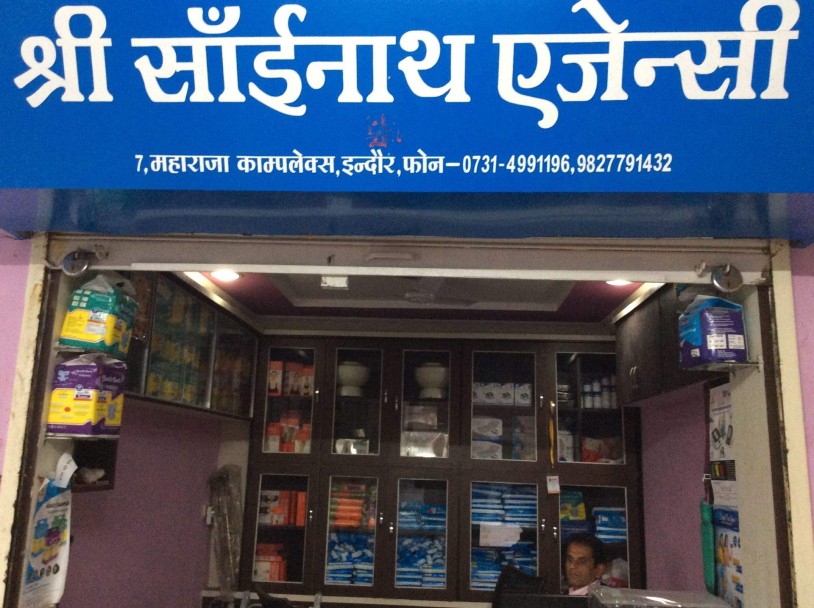 श्री साँईनाथ एजेन्सी
7,महाराजा काम्पलेक्स,इन्दौर,फोन-0731-4991196,9827791432